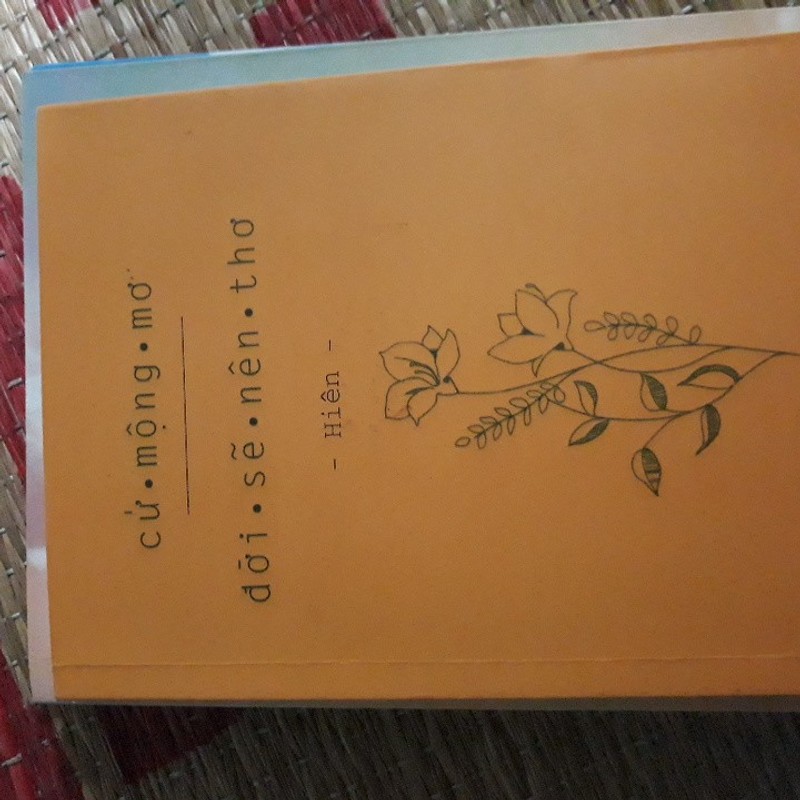 cứ•mộng•mơ
đời•sẽ•nên•thơ
- Hiên -